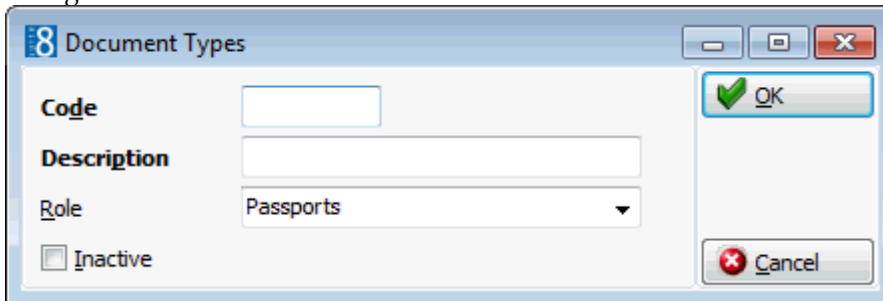 8 Document Types
Code
OK
Description
Role Passports
Inactive
Cancel